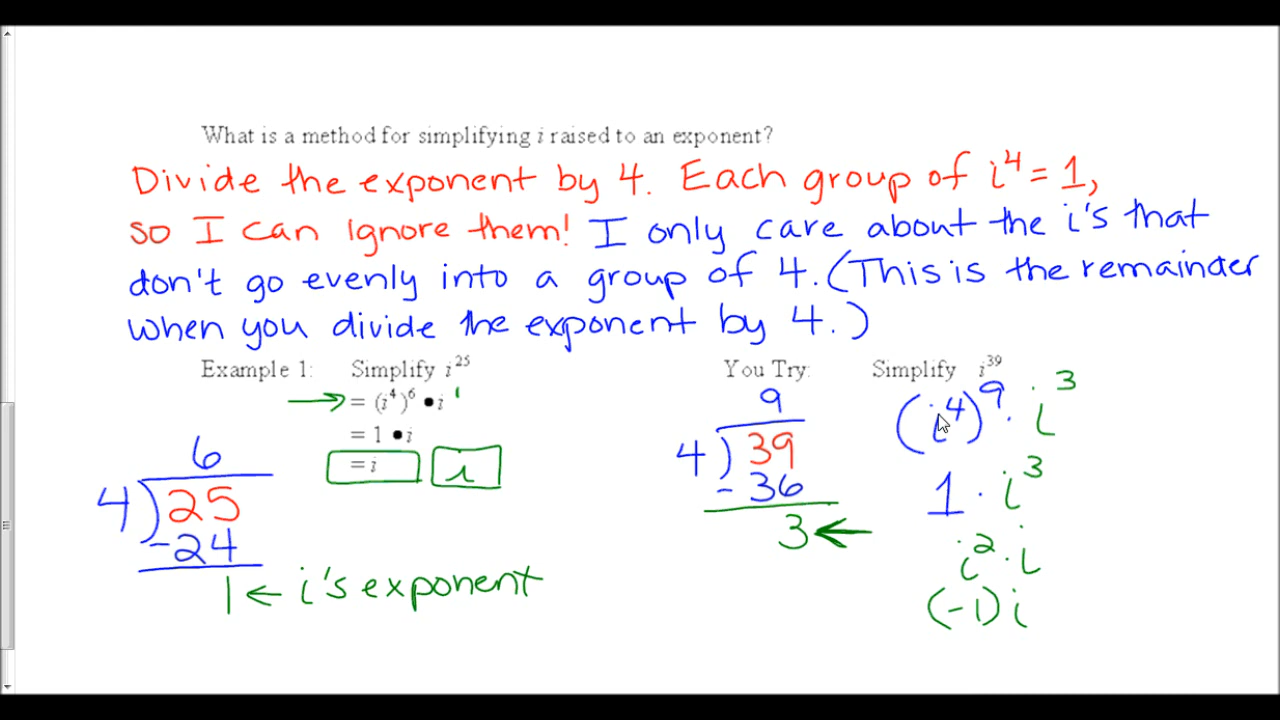 What is a method for simplifying i raised to an exponent?
Divide the exponent by 4. Each group of i⁴ = 1,
so I can ignore them! I only care about the i's that
don't go evenly into a group of 4. (This is the remainder
when you divide the exponent by 4.)
Example 1: Simplify i²⁵
→ = (i⁴)⁶ • i¹
= 1 • i
= i i
6
4)25
-24
1 ← i's exponent
You Try: Simplify i³⁹
9
4)39
-36
3 ←
(i⁴)⁹ · i³
1 · i³
i² · i
(-1)i